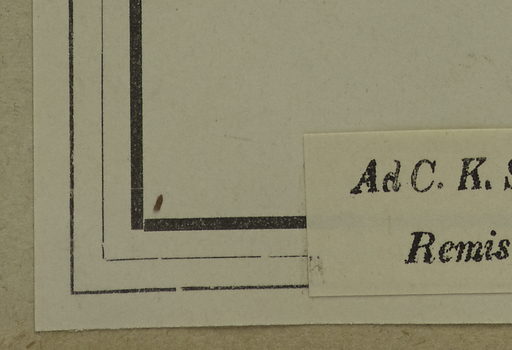 Ad C. K.
Remis